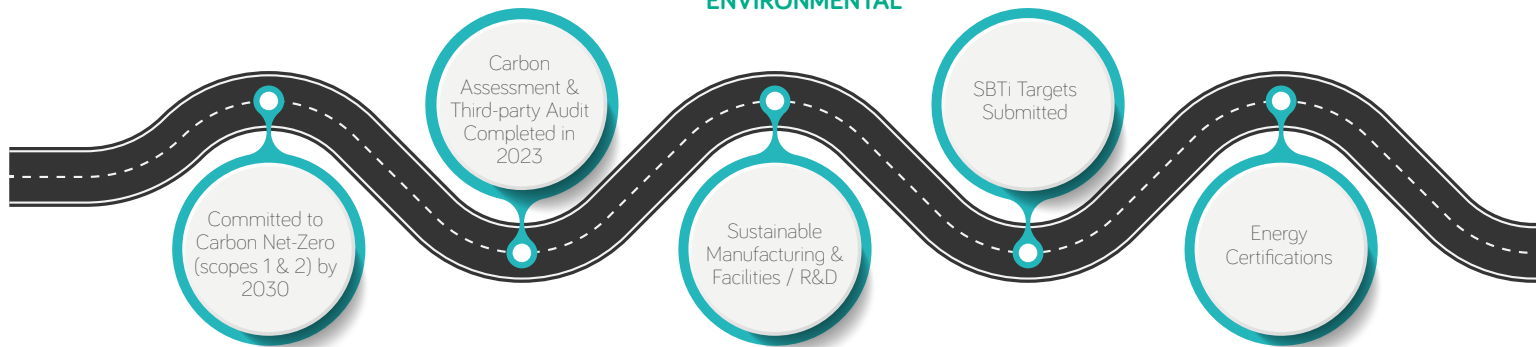 ENVIRONMENTAL
Committed to
Carbon Net-Zero
(scopes 1 & 2) by
2030
Carbon
Assessment &
Third-party Audit
Completed in
2023
Sustainable
Manufacturing &
Facilities / R&D
SBTi Targets
Submitted
Energy
Certifications